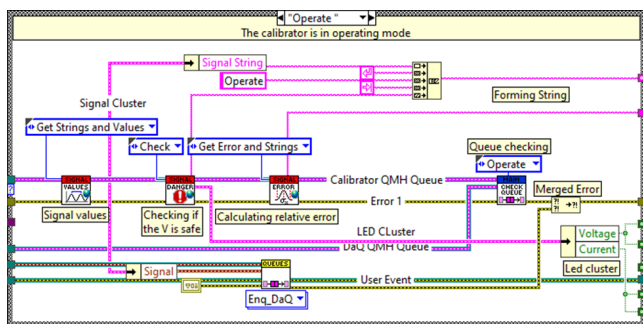 "Operate "
The calibrator is in operating mode
Signal String
Operate
Signal Cluster
Forming String
Get Strings and Values
Check
Get Error and Strings
Queue checking
Operate
SIGNAL
VALUES
SIGNAL
DANGER
SIGNAL
ERROR
Calibrator QMH Queue
MAIN
CHECK
QUEUE
Merged Error
Error 1
Signal values
Checking if
the V is safe
Calculating relative error
LED CLuster
DaQ QMH Queue
Voltage
Current
Led cluster
Signal
QUEUES
User Event
Enq_DaQ